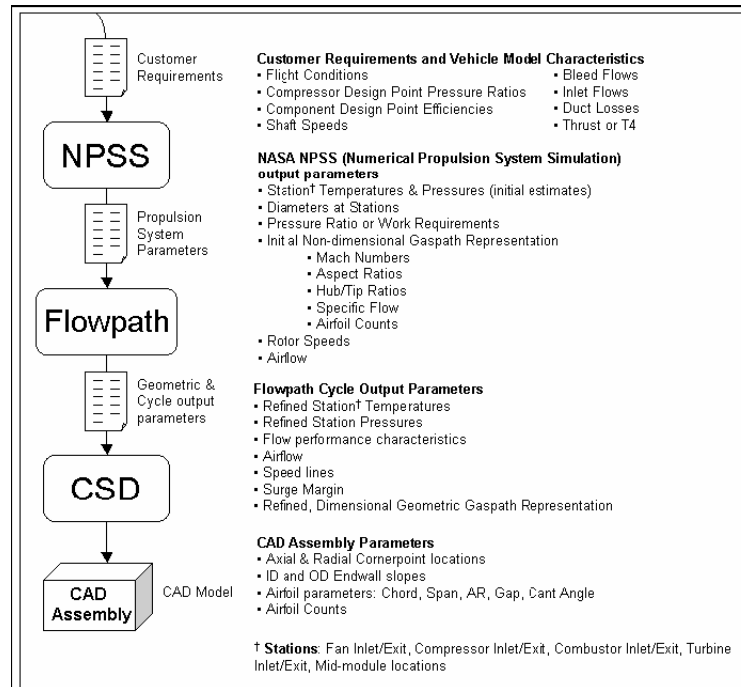 Customer
Requirements
Customer Requirements and Vehicle Model Characteristics
▪ Flight Conditions
▪ Compressor Design Point Pressure Ratios
▪ Component Design Point Efficiencies
▪ Shaft Speeds
▪ Bleed Flows
▪ Inlet Flows
▪ Duct Losses
▪ Thrust or T4
NPSS
NASA NPSS (Numerical Propulsion System Simulation)
output parameters
▪ Station† Temperatures & Pressures (initial estimates)
▪ Diameters at Stations
▪ Pressure Ratio or Work Requirements
▪ Initial Non-dimensional Gaspath Representation
▪ Mach Numbers
▪ Aspect Ratios
▪ Hub/Tip Ratios
▪ Specific Flow
▪ Airfoil Counts
▪ Rotor Speeds
▪ Airflow
Propulsion
System
Parameters
Flowpath
Geometric &
Cycle output
parameters
Flowpath Cycle Output Parameters
▪ Refined Station† Temperatures
▪ Refined Station Pressures
▪ Flow performance characteristics
▪ Airflow
▪ Speed lines
▪ Surge Margin
▪ Refined, Dimensional Geometric Gaspath Representation
CSD
CAD Assembly Parameters
▪ Axial & Radial Cornerpoint locations
▪ ID and OD Endwall slopes
▪ Airfoil parameters: Chord, Span, AR, Gap, Cant Angle
▪ Airfoil Counts
CAD
Assembly
CAD Model
† Stations: Fan Inlet/Exit, Compressor Inlet/Exit, Combustor Inlet/Exit, Turbine
Inlet/Exit, Mid-module locations